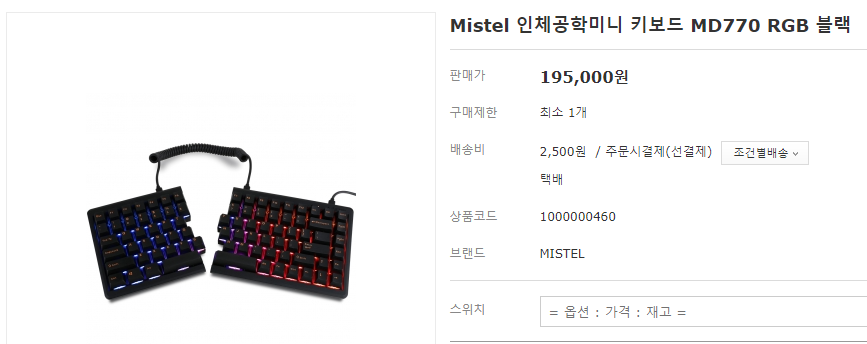 Mistel 인체공학미니 키보드 MD770 RGB 블랙
판매가 195,000원
구매제한 최소 1개
배송비 2,500원 / 주문시결제(선결제) 조건별배송
택배
상품코드 1000000460
브랜드 MISTEL
스위치 = 옵션 : 가격 : 재고 =